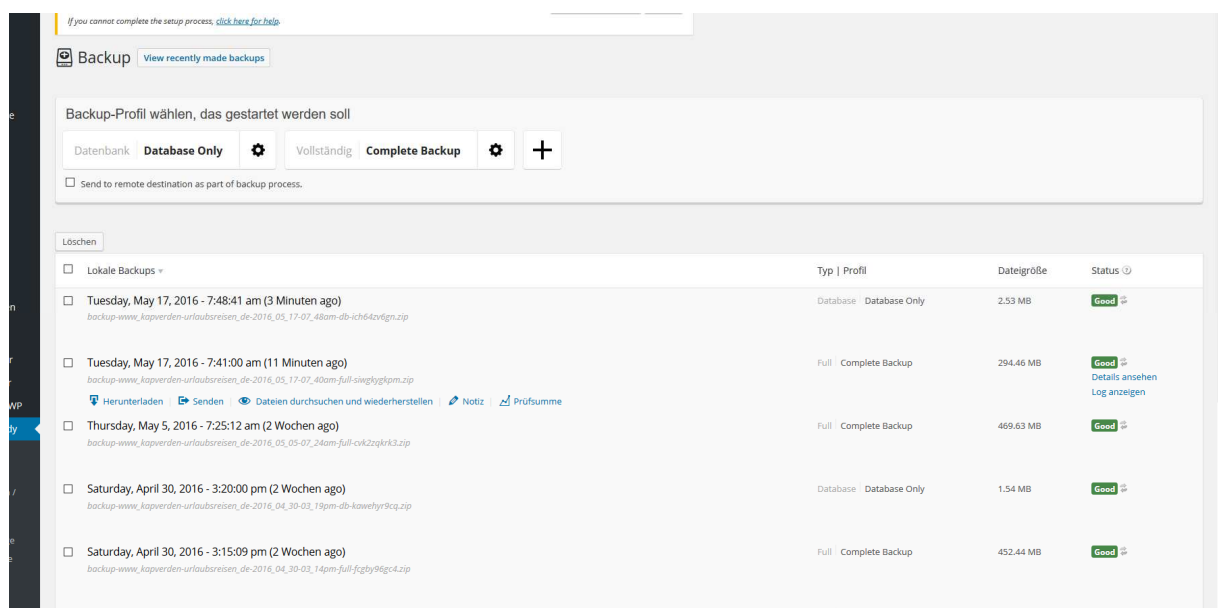 If you cannot complete the setup process, click here for help.
Backup View recently made backups
e
Backup-Profil wählen, das gestartet werden soll
Datenbank Database Only Vollständig Complete Backup
Send to remote destination as part of backup process.
Löschen
Lokale Backups Typ | Profil Dateigröße Status
Tuesday, May 17, 2016 - 7:48:41 am (3 Minuten ago) Database Database Only 2.53 MB Good
en
backup-www_kapverden-urlaubsreisen_de-2016_05_17-07_48am-db-ich64zv6gn.zip
Tuesday, May 17, 2016 - 7:41:00 am (11 Minuten ago) Full Complete Backup 294.46 MB Good
r
backup-www_kapverden-urlaubsreisen_de-2016_05_17-07_40am-full-siwgkygkpm.zip Details ansehen
r
Log anzeigen
Herunterladen Senden Dateien durchsuchen und wiederherstellen Notiz Prüfsumme
WP
dy
Thursday, May 5, 2016 - 7:25:12 am (2 Wochen ago) Full Complete Backup 469.63 MB Good
backup-www_kapverden-urlaubsreisen_de-2016_05_05-07_24am-full-cvk2zqkrk3.zip
Saturday, April 30, 2016 - 3:20:00 pm (2 Wochen ago) Database Database Only 1.54 MB Good
/
backup-www_kapverden-urlaubsreisen_de-2016_04_30-03_19pm-db-kawehyr9cq.zip
e
Saturday, April 30, 2016 - 3:15:09 pm (2 Wochen ago) Full Complete Backup 452.44 MB Good
e
backup-www_kapverden-urlaubsreisen_de-2016_04_30-03_14pm-full-fcgby96gc4.zip